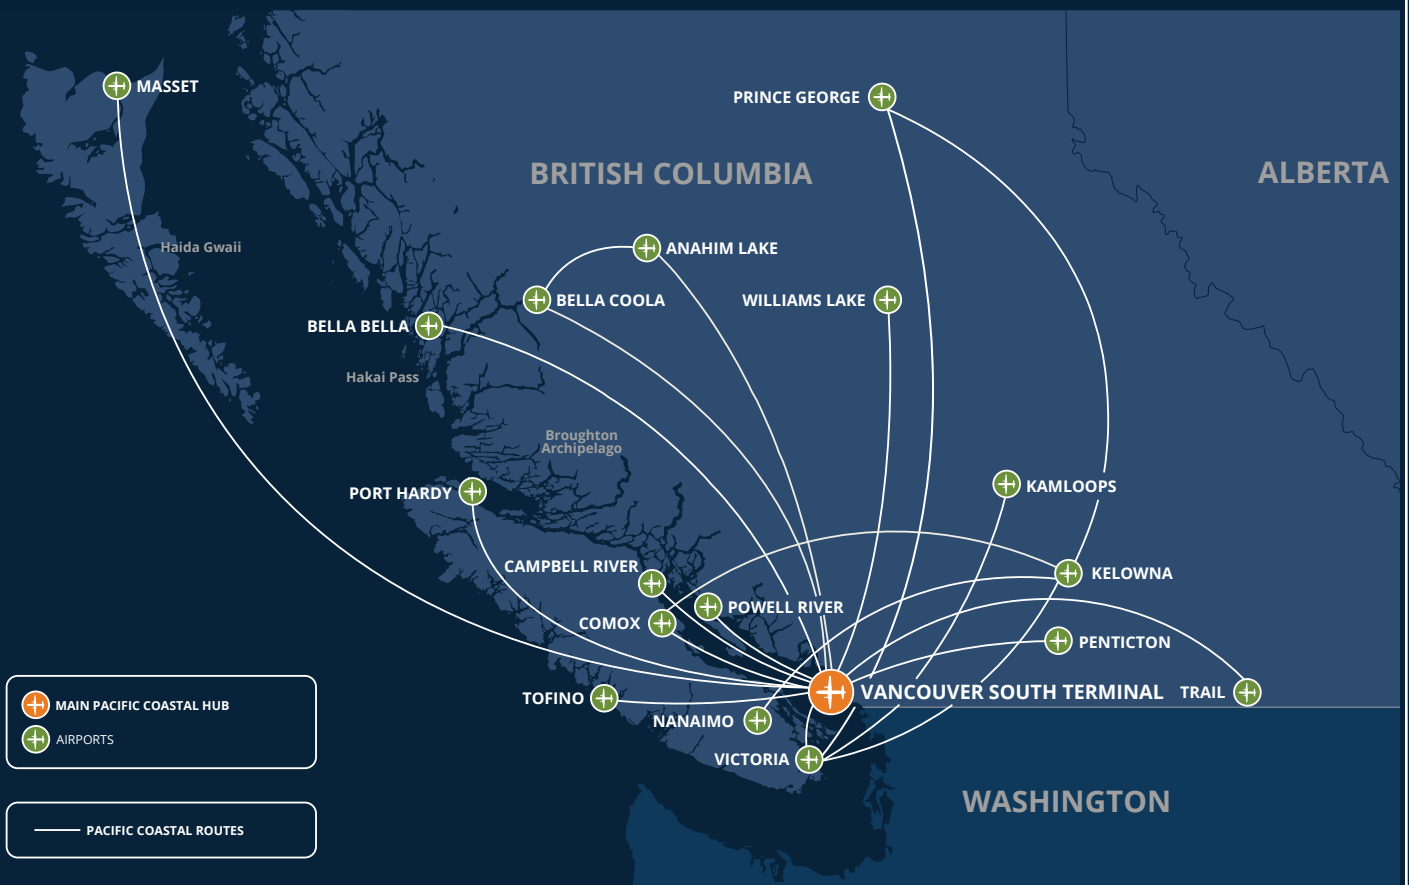 MASSET
PRINCE GEORGE
BRITISH COLUMBIA
ALBERTA
Haida Gwaii
ANAHIM LAKE
BELLA COOLA
WILLIAMS LAKE
BELLA BELLA
Hakai Pass
Broughton
Archipelago
PORT HARDY
KAMLOOPS
CAMPBELL RIVER
KELOWNA
POWELL RIVER
COMOX
PENTICTON
TOFINO
VANCOUVER SOUTH TERMINAL
TRAIL
NANAIMO
VICTORIA
WASHINGTON
MAIN PACIFIC COASTAL HUB
AIRPORTS
PACIFIC COASTAL ROUTES